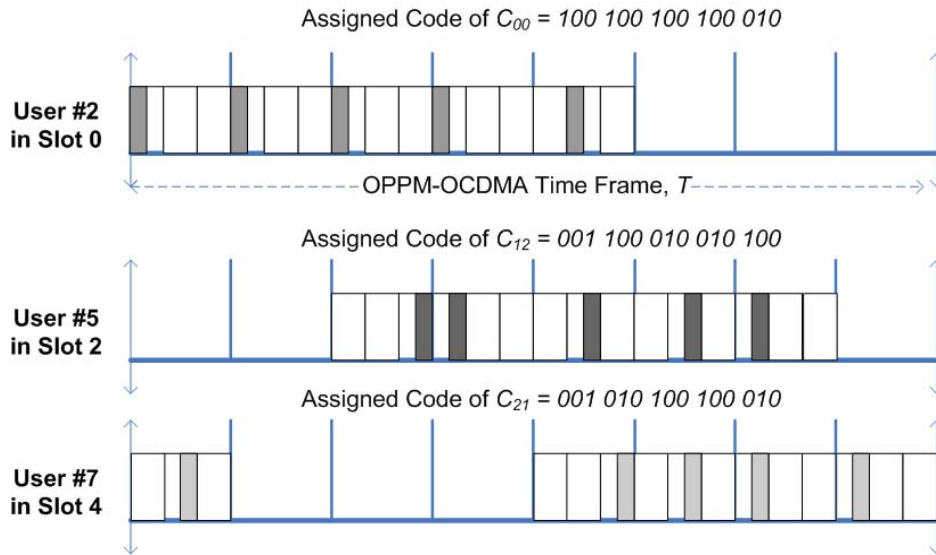 Assigned Code of C00 = 100 100 100 100 010
User #2
in Slot 0
OPPM-OCDMA Time Frame, T
Assigned Code of C12 = 001 100 010 010 100
User #5
in Slot 2
Assigned Code of C21 = 001 010 100 100 010
User #7
in Slot 4